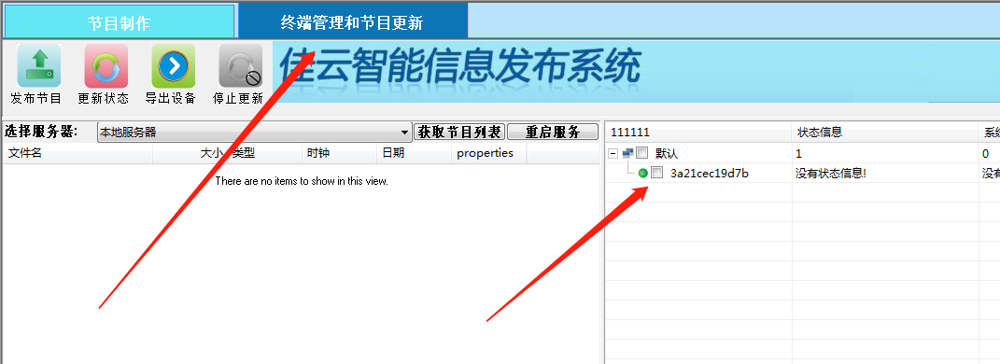 节目制作 终端管理和节目更新
佳云智能信息发布系统
发布节目 更新状态 导出设备 停止更新
选择服务器: 本地服务器 获取节目列表 重启服务 111111 状态信息
文件名 大小 类型 时钟 日期 properties 默认 1 0
There are no items to show in this view. 3a21cec19d7b 没有状态信息! 没有